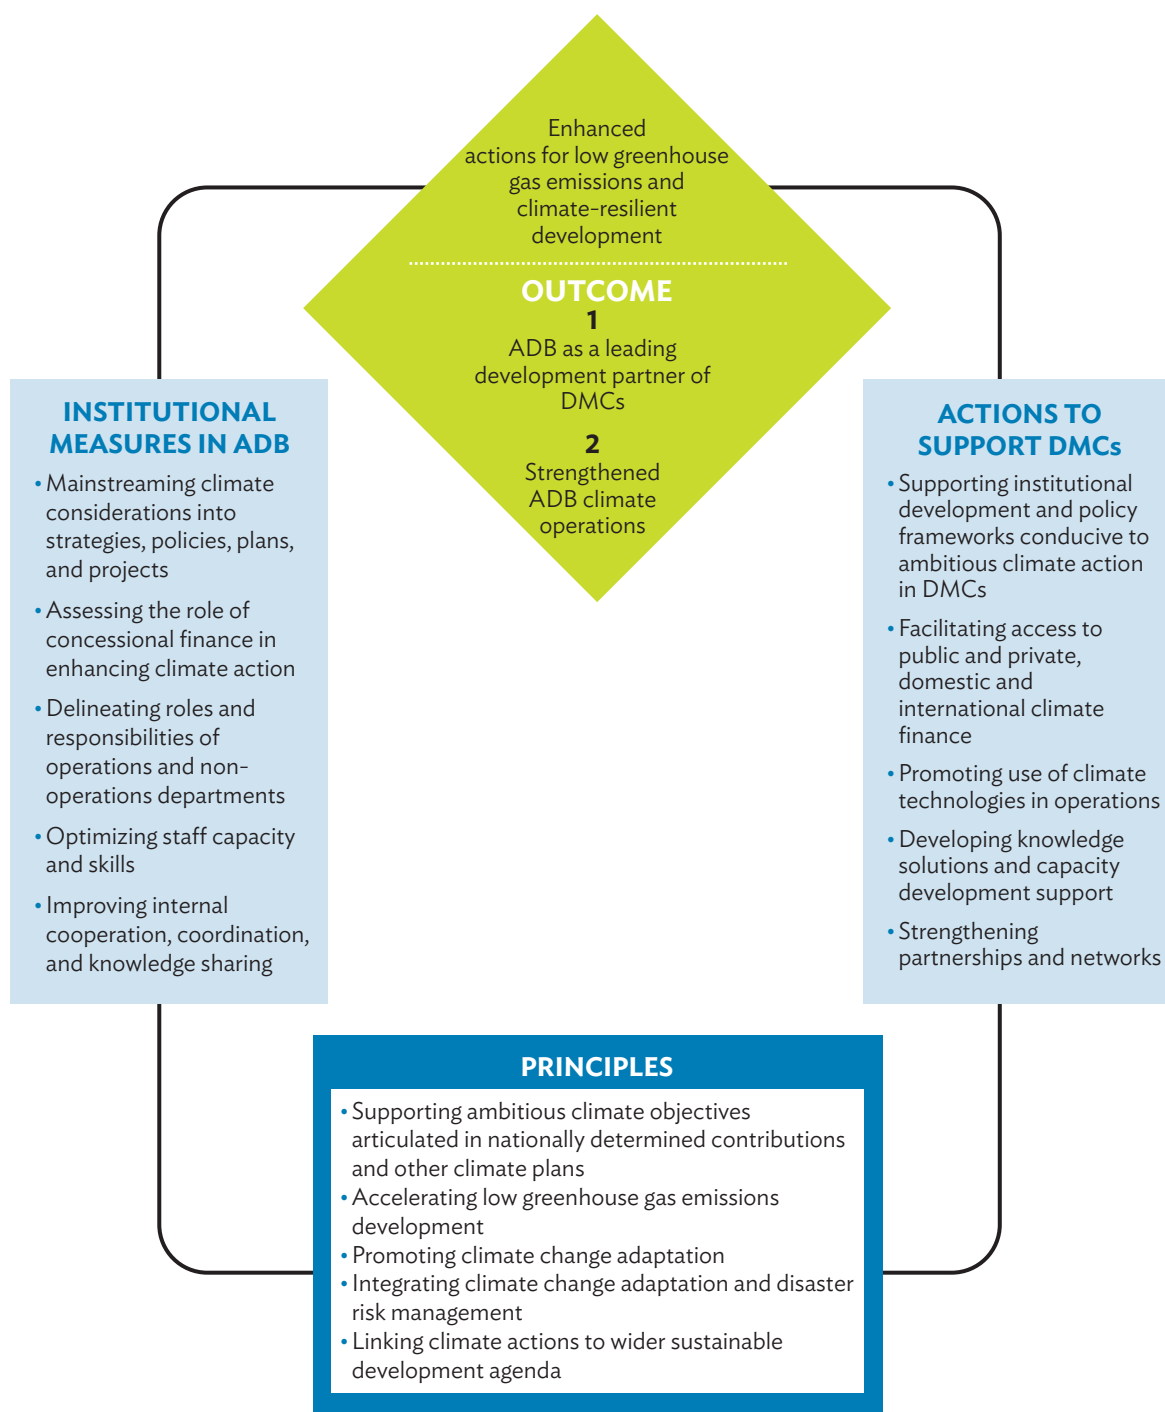 Enhanced
actions for low greenhouse
gas emissions and
climate-resilient
development
OUTCOME
1
ADB as a leading
development partner of
DMCs
2
Strengthened
ADB climate
operations
INSTITUTIONAL
MEASURES IN ADB
• Mainstreaming climate
considerations into
strategies, policies, plans,
and projects
• Assessing the role of
concessional finance in
enhancing climate action
• Delineating roles and
responsibilities of
operations and non-
operations departments
• Optimizing staff capacity
and skills
• Improving internal
cooperation, coordination,
and knowledge sharing
ACTIONS TO
SUPPORT DMCs
• Supporting institutional
development and policy
frameworks conducive to
ambitious climate action
in DMCs
• Facilitating access to
public and private,
domestic and
international climate
finance
• Promoting use of climate
technologies in operations
• Developing knowledge
solutions and capacity
development support
• Strengthening
partnerships and networks
PRINCIPLES
• Supporting ambitious climate objectives
articulated in nationally determined contributions
and other climate plans
• Accelerating low greenhouse gas emissions
development
• Promoting climate change adaptation
• Integrating climate change adaptation and disaster
risk management
• Linking climate actions to wider sustainable
development agenda